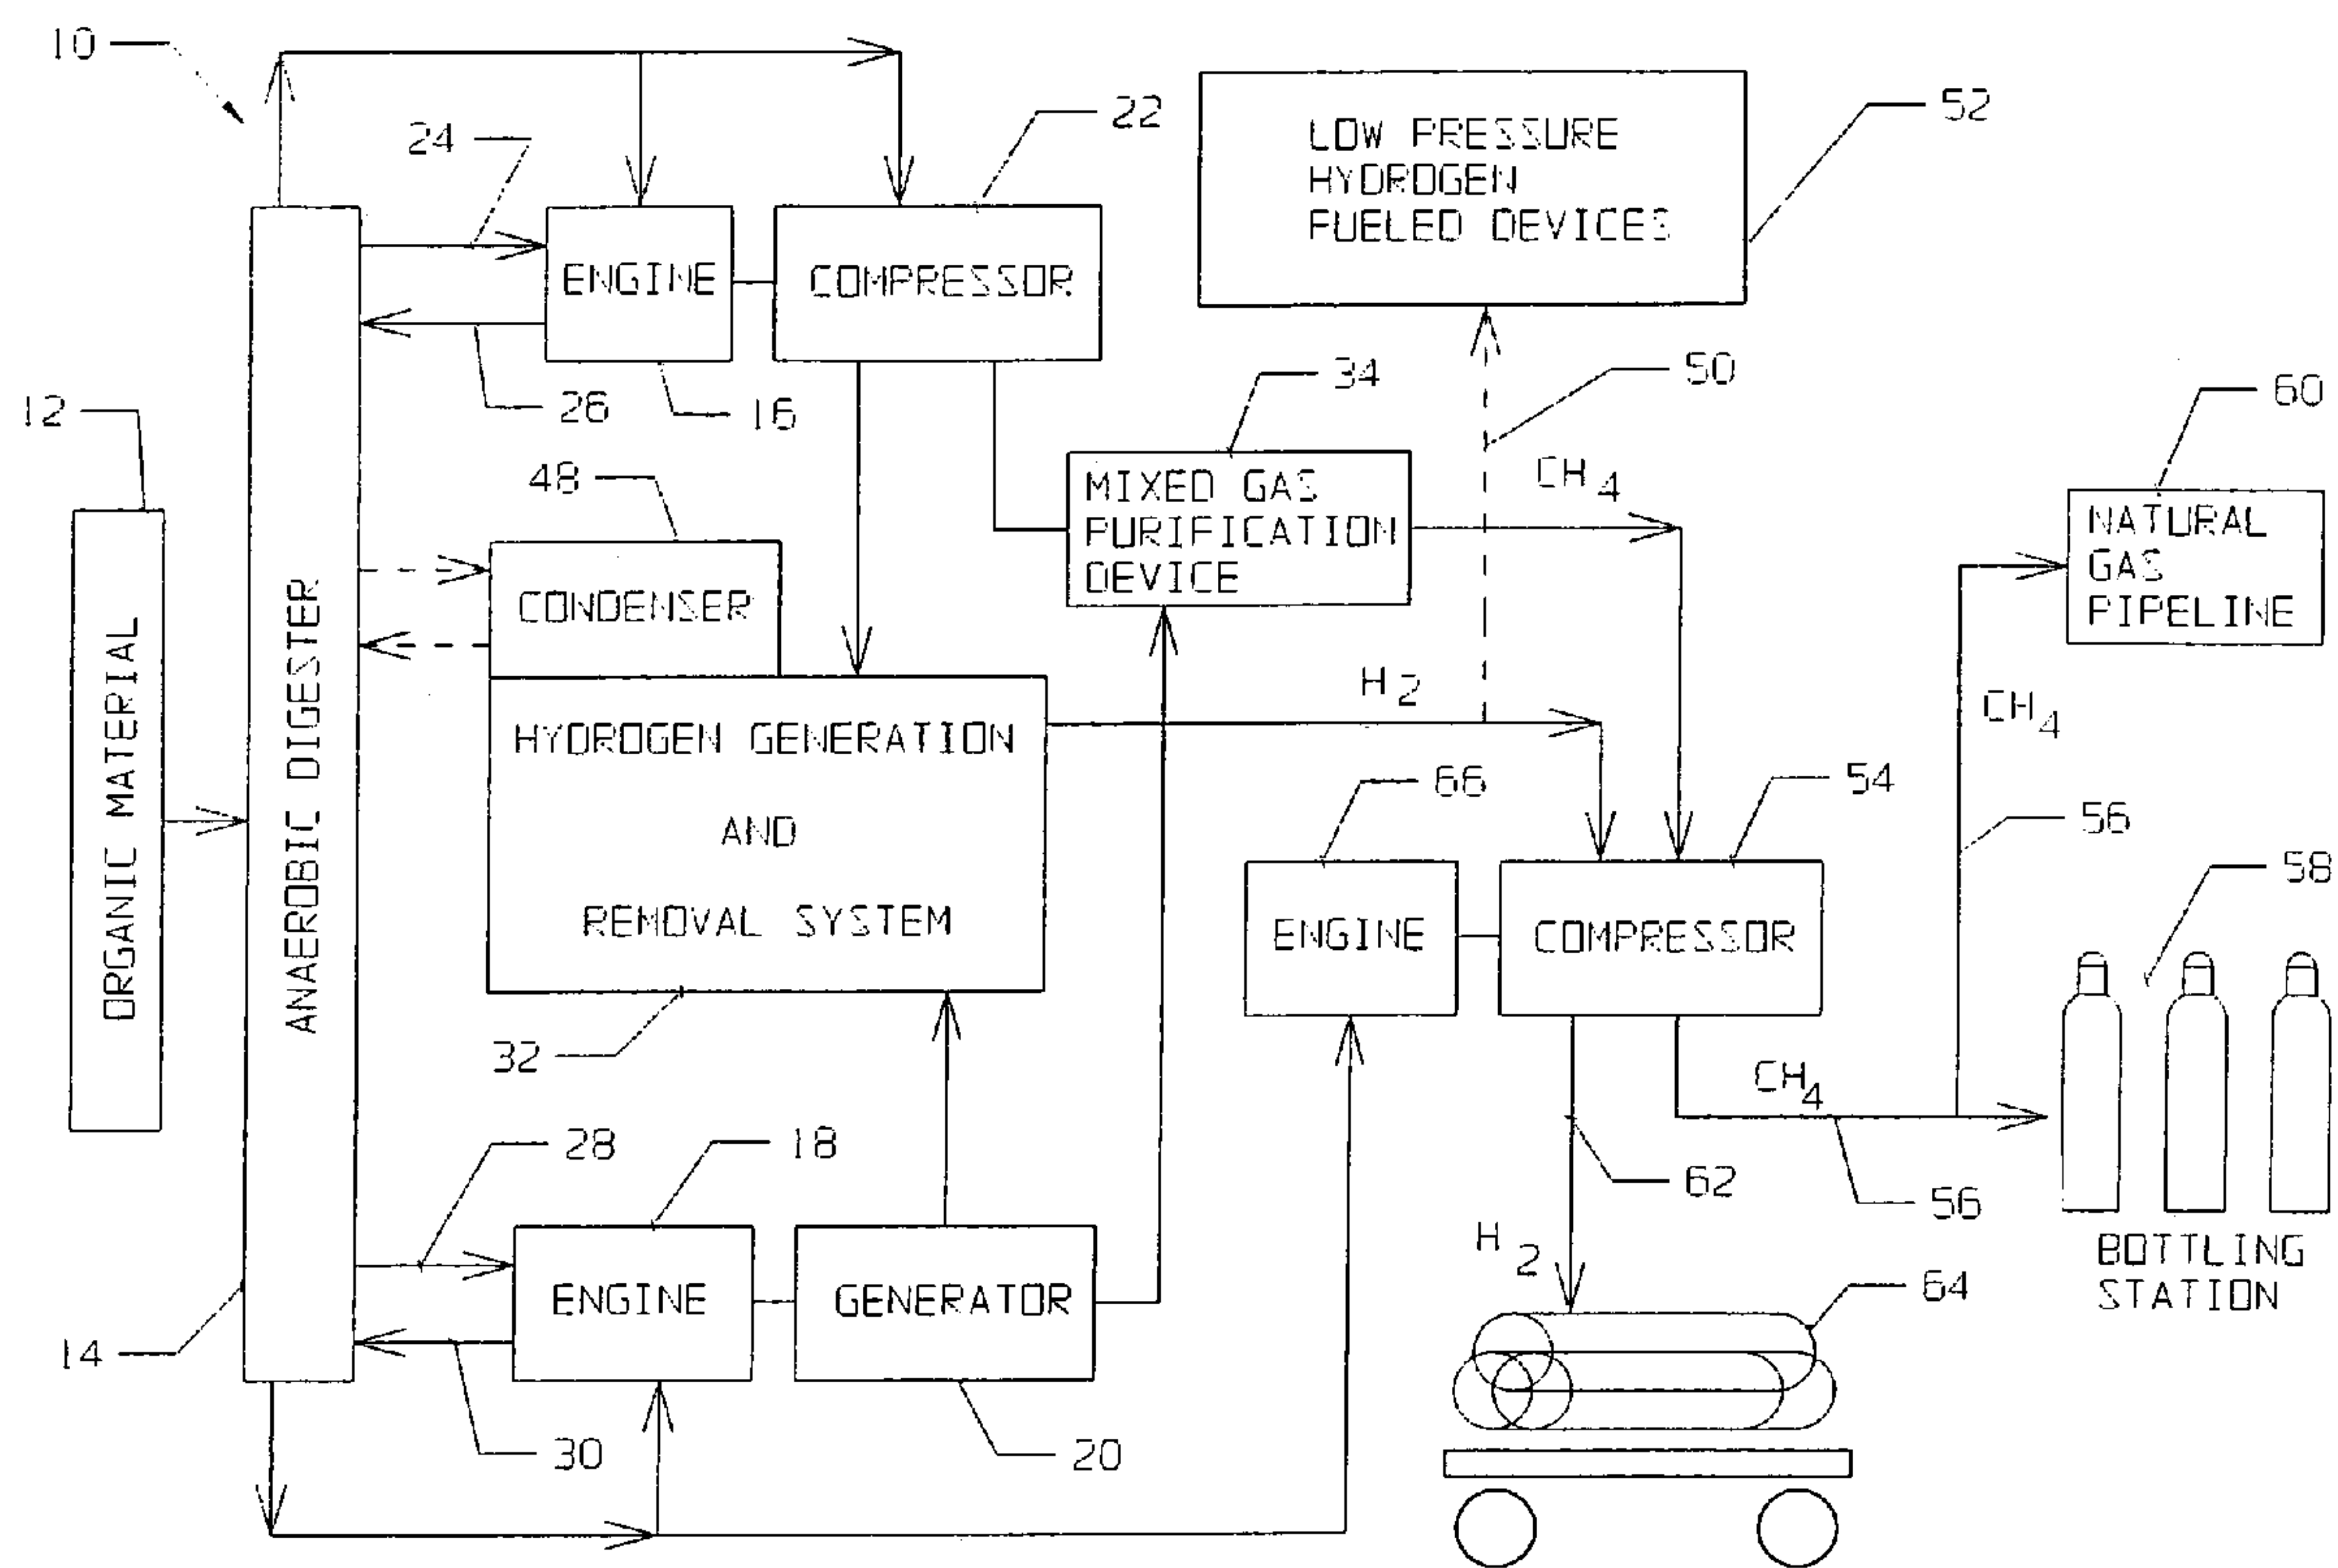 10
24
22
52
LOW PRESSURE
HYDROGEN
FUELED DEVICES
ENGINE
COMPRESSOR
26
16
34
50
60
12
48
MIXED GAS
PURIFICATION
DEVICE
CH4
NATURAL
GAS
PIPELINE
CONDENSER
ORGANIC MATERIAL
ANAEROBIC DIGESTER
H2
CH4
HYDROGEN GENERATION
AND
REMOVAL SYSTEM
66
54
56
58
ENGINE
COMPRESSOR
32
CH4
28
18
62
56
H2
BOTTLING
STATION
ENGINE
GENERATOR
64
14
30
20